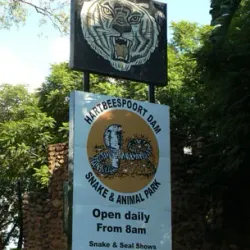 HARTBEESPOORT DAM
SNAKE & ANIMAL PARK
Open daily
From 8am
Snake & Seal Shows